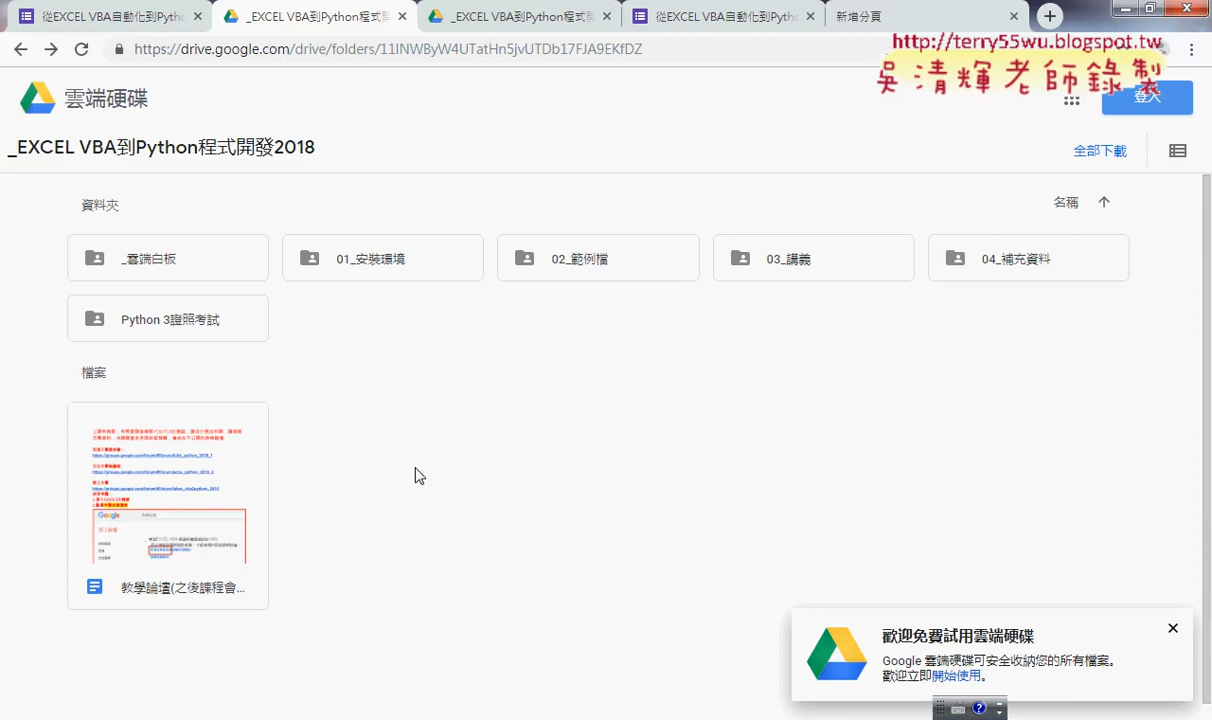 從EXCEL VBA自動化到Pytho
_EXCEL VBA到Python程式開
_EXCEL VBA到Python程式開
從EXCEL VBA自動化到Pytho
新增分頁
https://drive.google.com/drive/folders/11INWByW4UTatHn5jvUTDb17FJA9EKfDZ
http://terry55wu.blogspot.tw
吳清輝老師錄製
雲端硬碟
登入
_EXCEL VBA到Python程式開發2018
全部下載
資料夾
名稱
_雲端白板
01_安裝環境
02_範例檔
03_講義
04_補充資料
Python 3證照考試
檔案
Google
教學論壇(之後課程會...
歡迎免費試用雲端硬碟
Google 雲端硬碟可安全收納您的所有檔案。
歡迎立即開始使用。